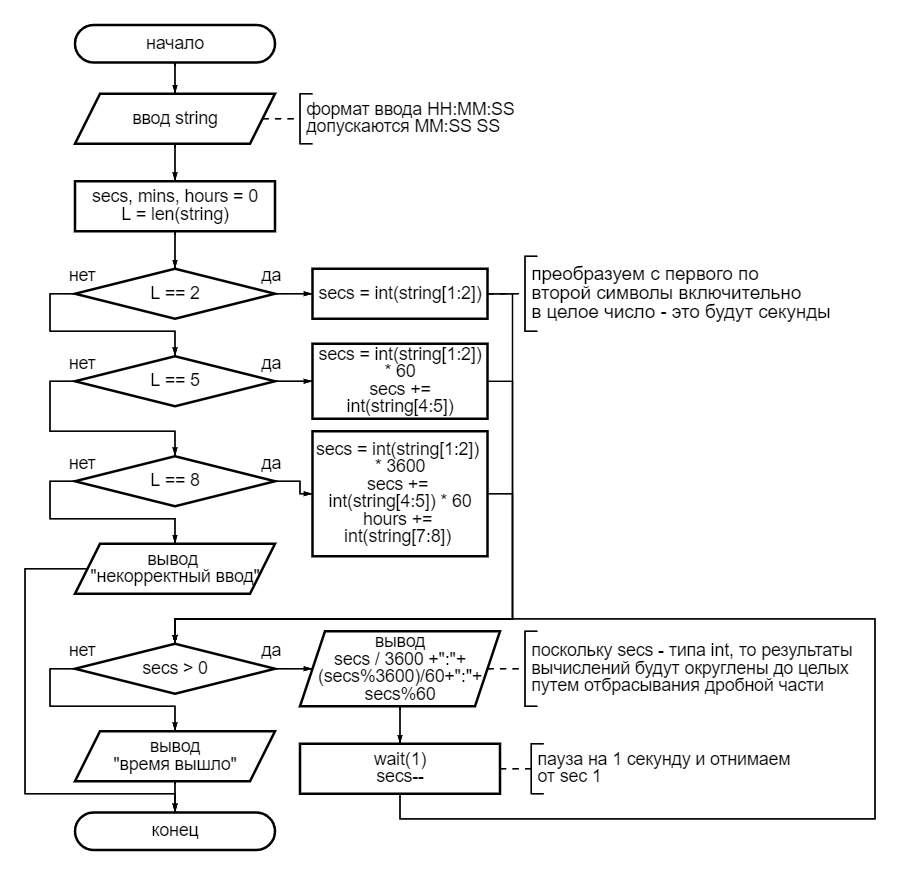 начало
ввод string
формат ввода HH:MM:SS
допускаются MM:SS SS
secs, mins, hours = 0
L = len(string)
нет
да
L == 2
secs = int(string[1:2])
преобразуем с первого по
второй символы включительно
в целое число - это будут секунды
нет
да
L == 5
secs = int(string[1:2])
* 60
secs +=
int(string[4:5])
нет
да
L == 8
secs = int(string[1:2])
* 3600
secs +=
int(string[4:5]) * 60
hours +=
int(string[7:8])
вывод
"некорректный ввод"
нет
да
secs > 0
вывод
secs / 3600 +":"+
(secs%3600)/60+":"+
secs%60
поскольку secs - типа int, то результаты
вычислений будут округлены до целых
путем отбрасывания дробной части
вывод
"время вышло"
wait(1)
secs--
пауза на 1 секунду и отнимаем
от sec 1
конец